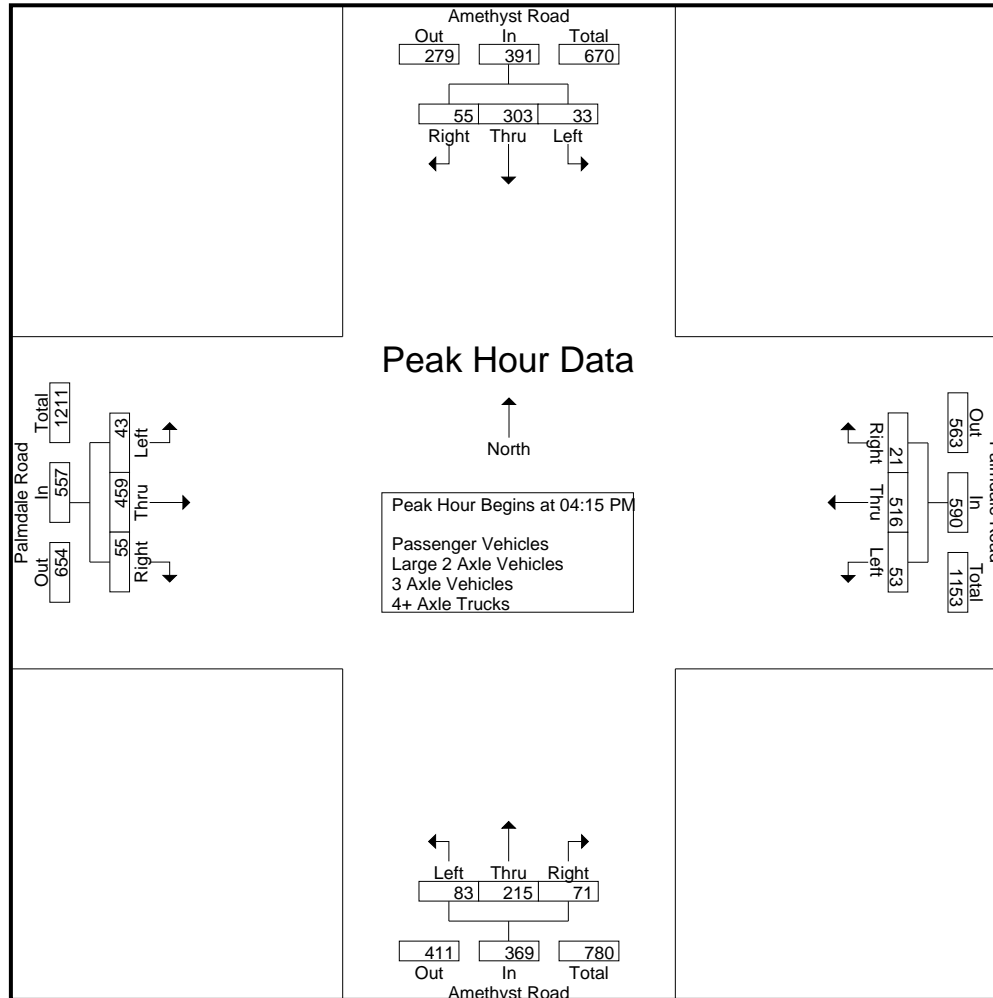 Amethyst Road
Out In Total
279 391 670
55 303 33
Right Thru Left
Peak Hour Data
North
Peak Hour Begins at 04:15 PM
Passenger Vehicles
Large 2 Axle Vehicles
3 Axle Vehicles
4+ Axle Trucks
Palmdale Road
Out In Total
654 557 1211
55 459 43
Right Thru Left
Palmdale Road
Out In Total
563 590 1153
21 516 53
Right Thru Left
Left Thru Right
83 215 71
411 369 780
Out In Total
Amethyst Road